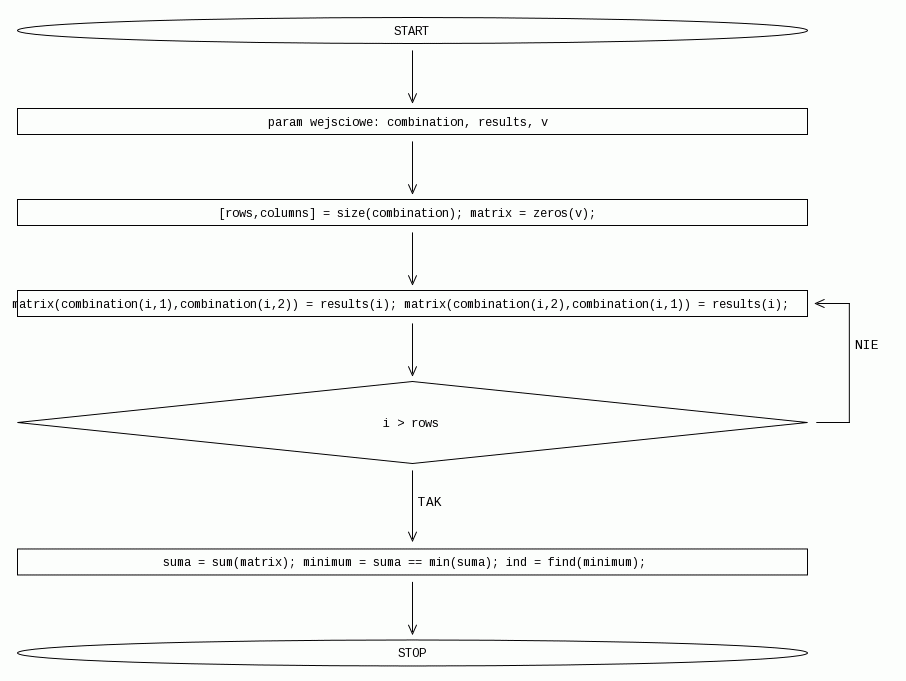 START
param wejsciowe: combination, results, v
[rows,columns] = size(combination); matrix = zeros(v);
matrix(combination(i,1),combination(i,2)) = results(i); matrix(combination(i,2),combination(i,1)) = results(i);
NIE
i > rows
TAK
suma = sum(matrix); minimum = suma == min(suma); ind = find(minimum);
STOP